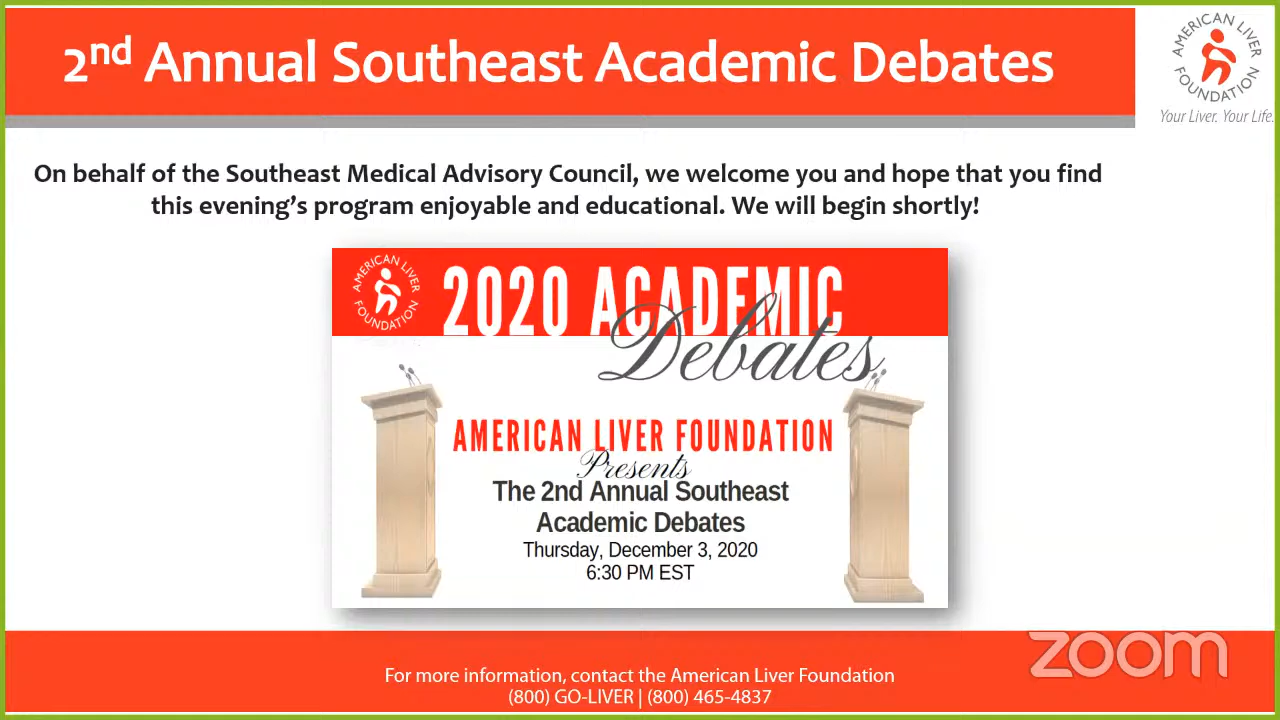 2nd Annual Southeast Academic Debates
AMERICAN LIVER FOUNDATION
Your Liver. Your Life.
On behalf of the Southeast Medical Advisory Council, we welcome you and hope that you find
this evening's program enjoyable and educational. We will begin shortly!
AMERICAN LIVER FOUNDATION
2020 ACADEMIC
Debates
AMERICAN LIVER FOUNDATION
Presents
The 2nd Annual Southeast
Academic Debates
Thursday, December 3, 2020
6:30 PM EST
For more information, contact the American Liver Foundation
(800) GO-LIVER | (800) 465-4837
zoom